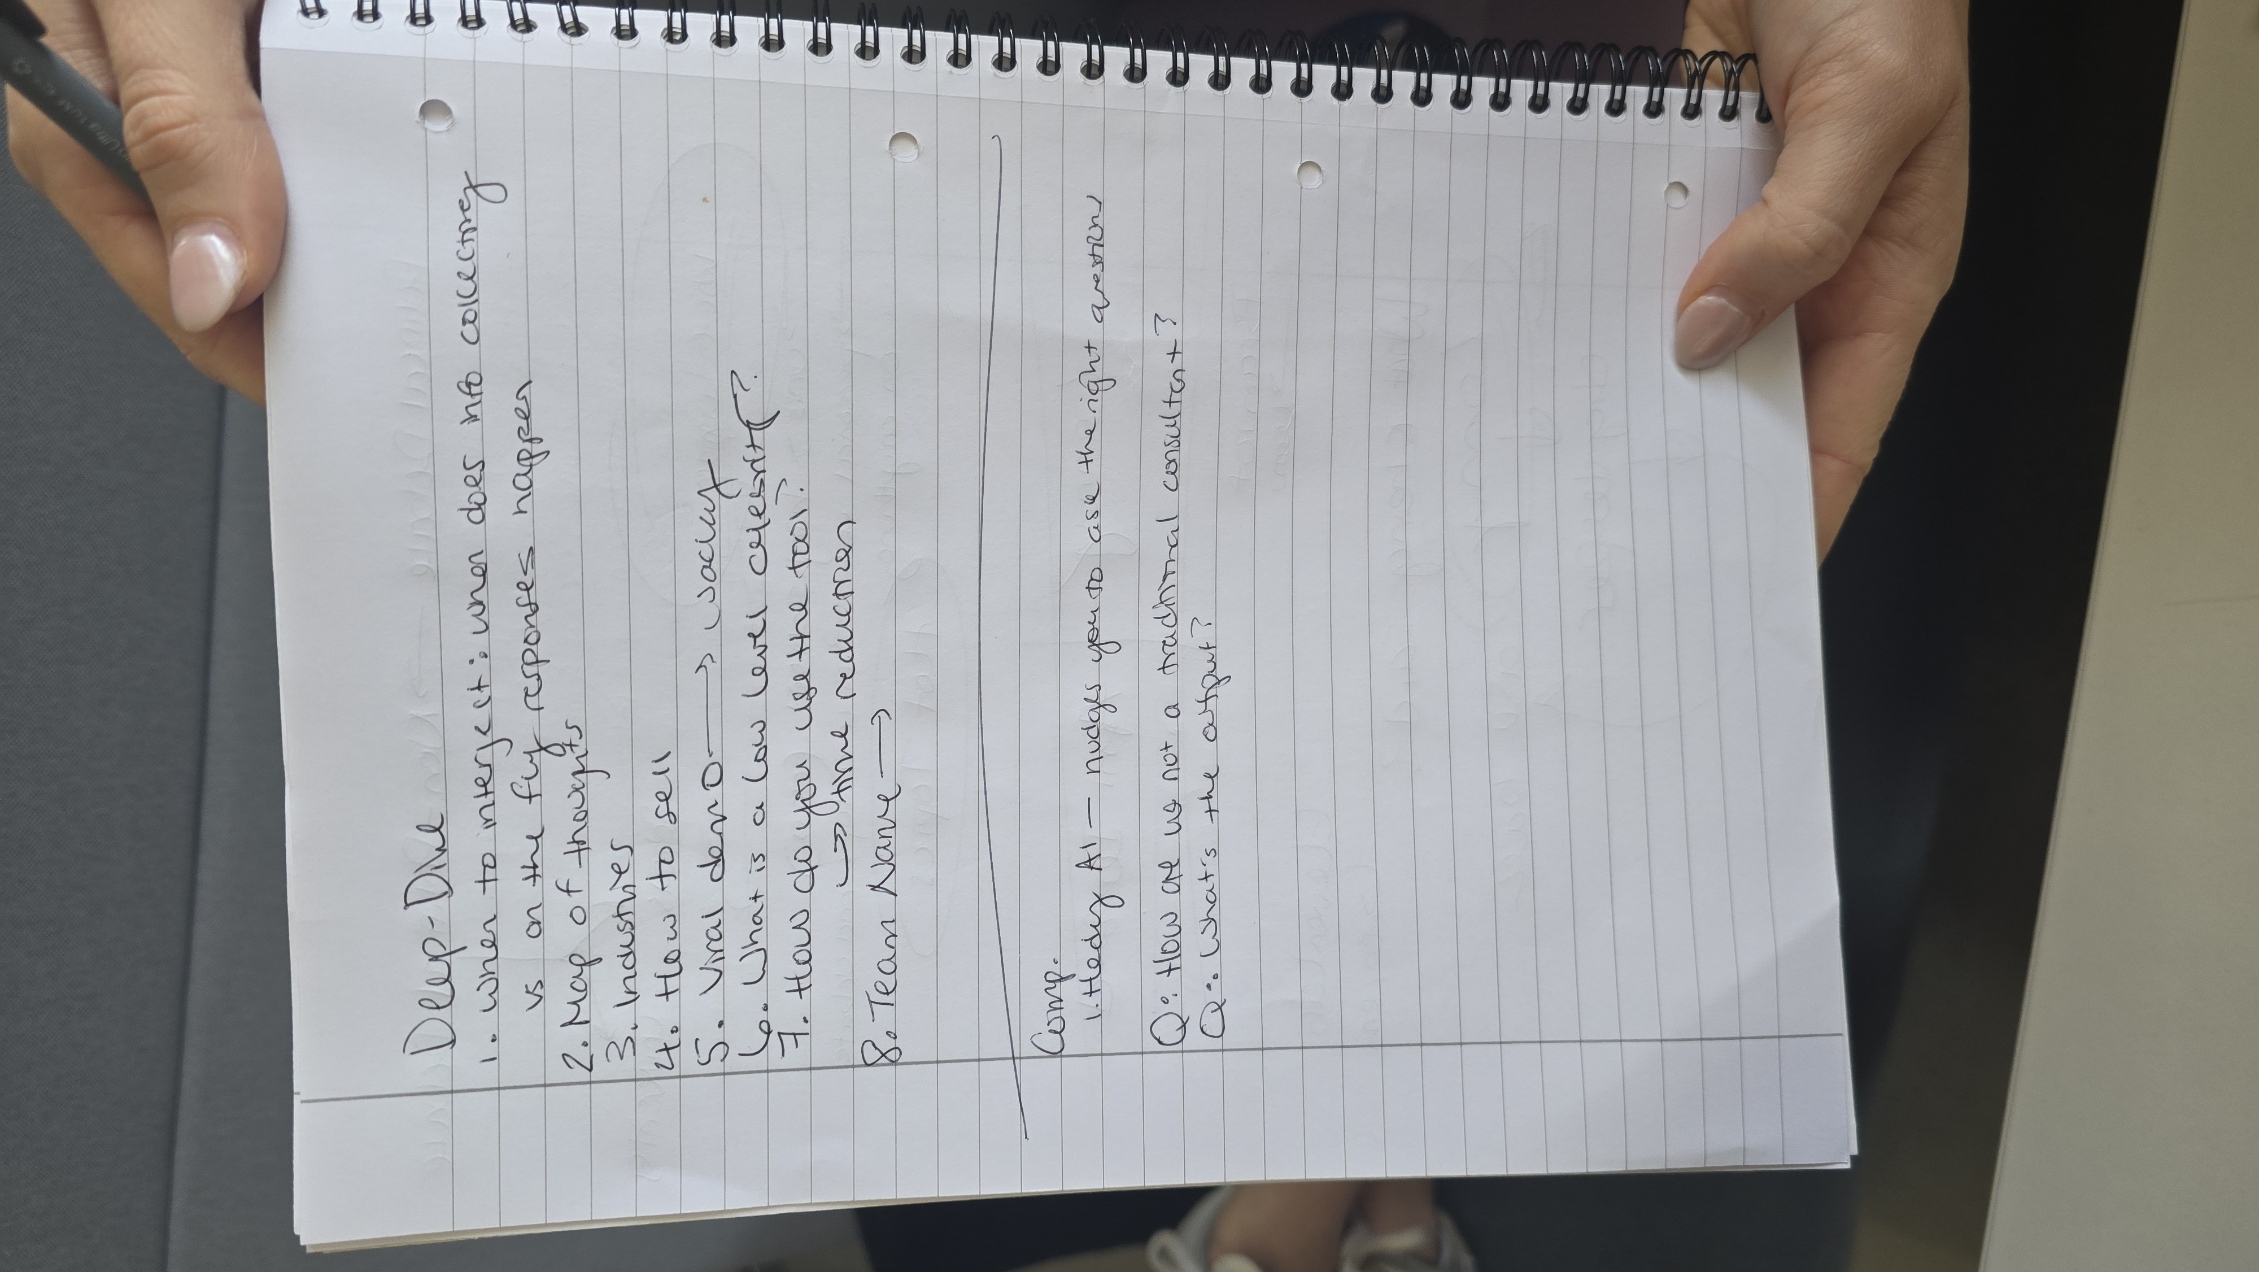 Deep-Dive
1. When to interject: when does info collecting
vs on the fly responses happen
2. Map of thoughts
3. Industries
4. How to sell
5. Viral demo → wacky
6. What is a low level celebrity?
7. How do you use the tool?
↳ time reduction
8. Team Name →
Comp.
1. Hedy AI — nudges you to ask the right questions
Q: How are we not a traditional consultant?
Q: What's the output?